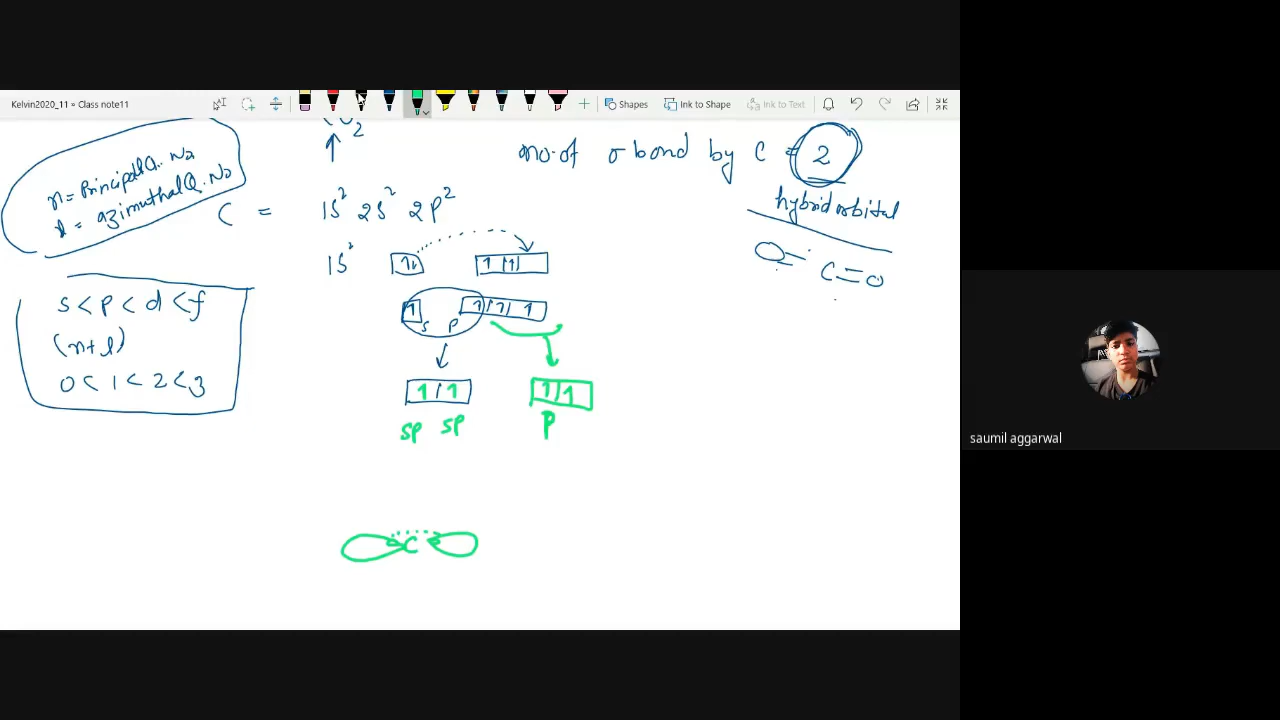 Kelvin2020_11 » Class note11
Shapes
Ink to Shape
Ink to Text
2
no. of σ bond by C = 2
hybrid orbital
O=C=O
n = Principal Q. No
l = azimuthal Q. No
C = 1S² 2S² 2P²
1S²
S P
s < p < d < f
(n+l)
0 < 1 < 2 < 3
SP SP P
C
saumil aggarwal